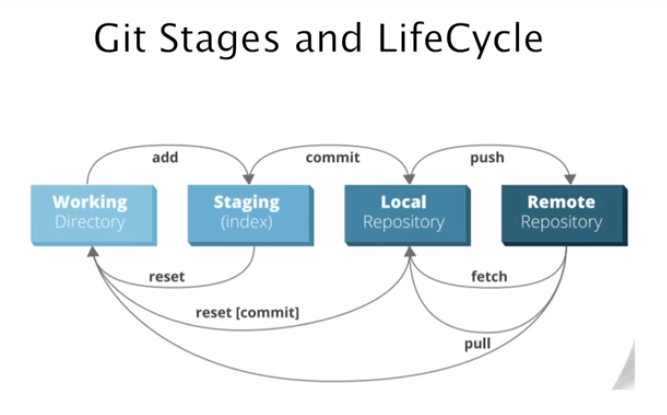 Git Stages and LifeCycle
add
commit
push
Working
Directory
Staging
(index)
Local
Repository
Remote
Repository
reset
fetch
reset [commit]
pull